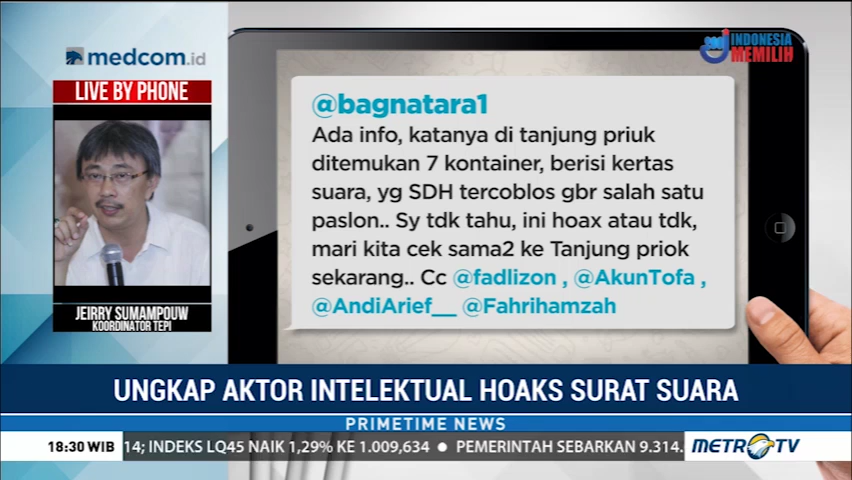 medcom.id
INDONESIA
MEMILIH
LIVE BY PHONE
@bagnatara1
Ada info, katanya di tanjung priuk
ditemukan 7 kontainer, berisi kertas
suara, yg SDH tercoblos gbr salah satu
paslon.. Sy tdk tahu, ini hoax atau tdk,
mari kita cek sama2 ke Tanjung priok
sekarang.. Cc @fadlizon , @AkunTofa ,
@AndiArief__ @Fahrihamzah
JEIRRY SUMAMPOUW
KOORDINATOR TEPI
UNGKAP AKTOR INTELEKTUAL HOAKS SURAT SUARA
PRIMETIME NEWS
18:30 WIB 14; INDEKS LQ45 NAIK 1,29% KE 1.009,634 ● PEMERINTAH SEBARKAN 9.314. METRO TV